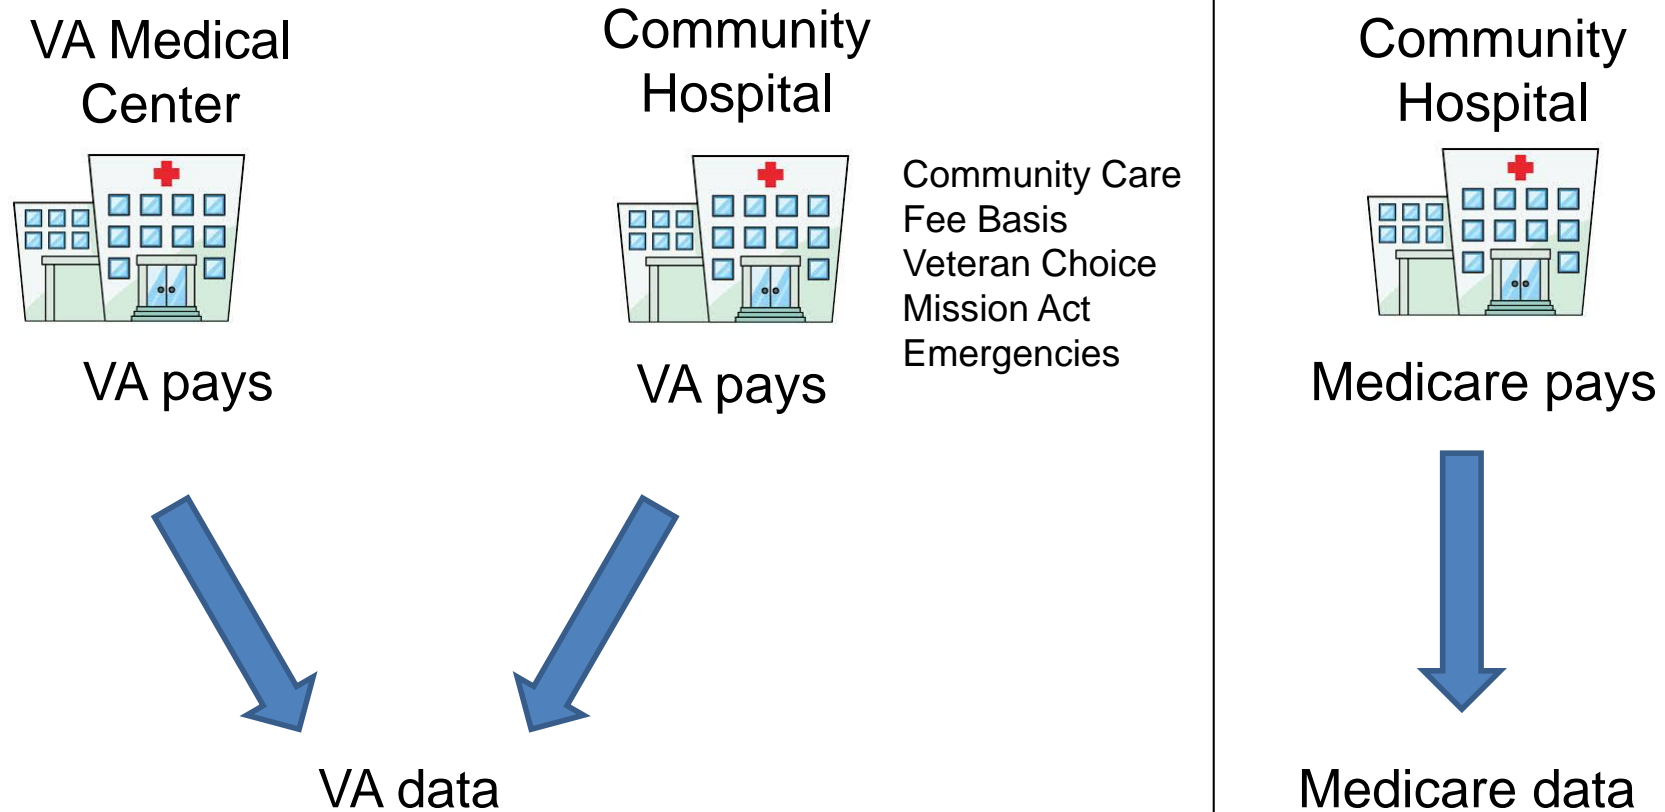 VA Medical
Center
VA pays
Community
Hospital
Community Care
Fee Basis
Veteran Choice
Mission Act
Emergencies
VA pays
VA data
Community
Hospital
Medicare pays
Medicare data